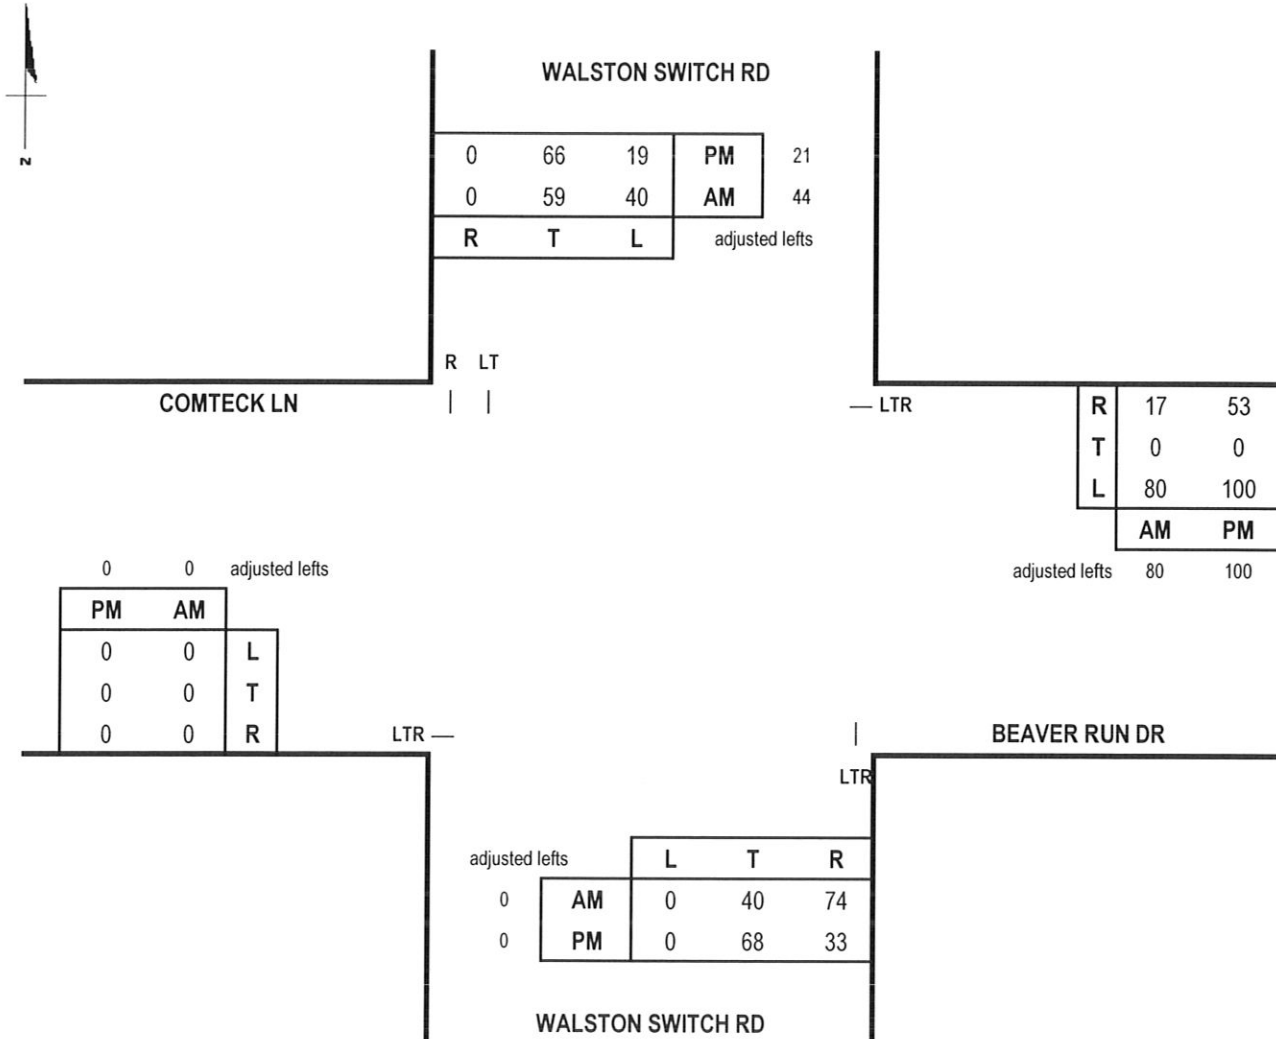 WALSTON SWITCH RD
0 66 19 PM 21
0 59 40 AM 44
R T L adjusted lefts
N
R LT
COMTECK LN
LTR
R 17 53
T 0 0
L 80 100
AM PM
adjusted lefts 80 100
0 0 adjusted lefts
PM AM
0 0 L
0 0 T
0 0 R
LTR
BEAVER RUN DR
LTR
adjusted lefts L T R
0 AM 0 40 74
0 PM 0 68 33
WALSTON SWITCH RD